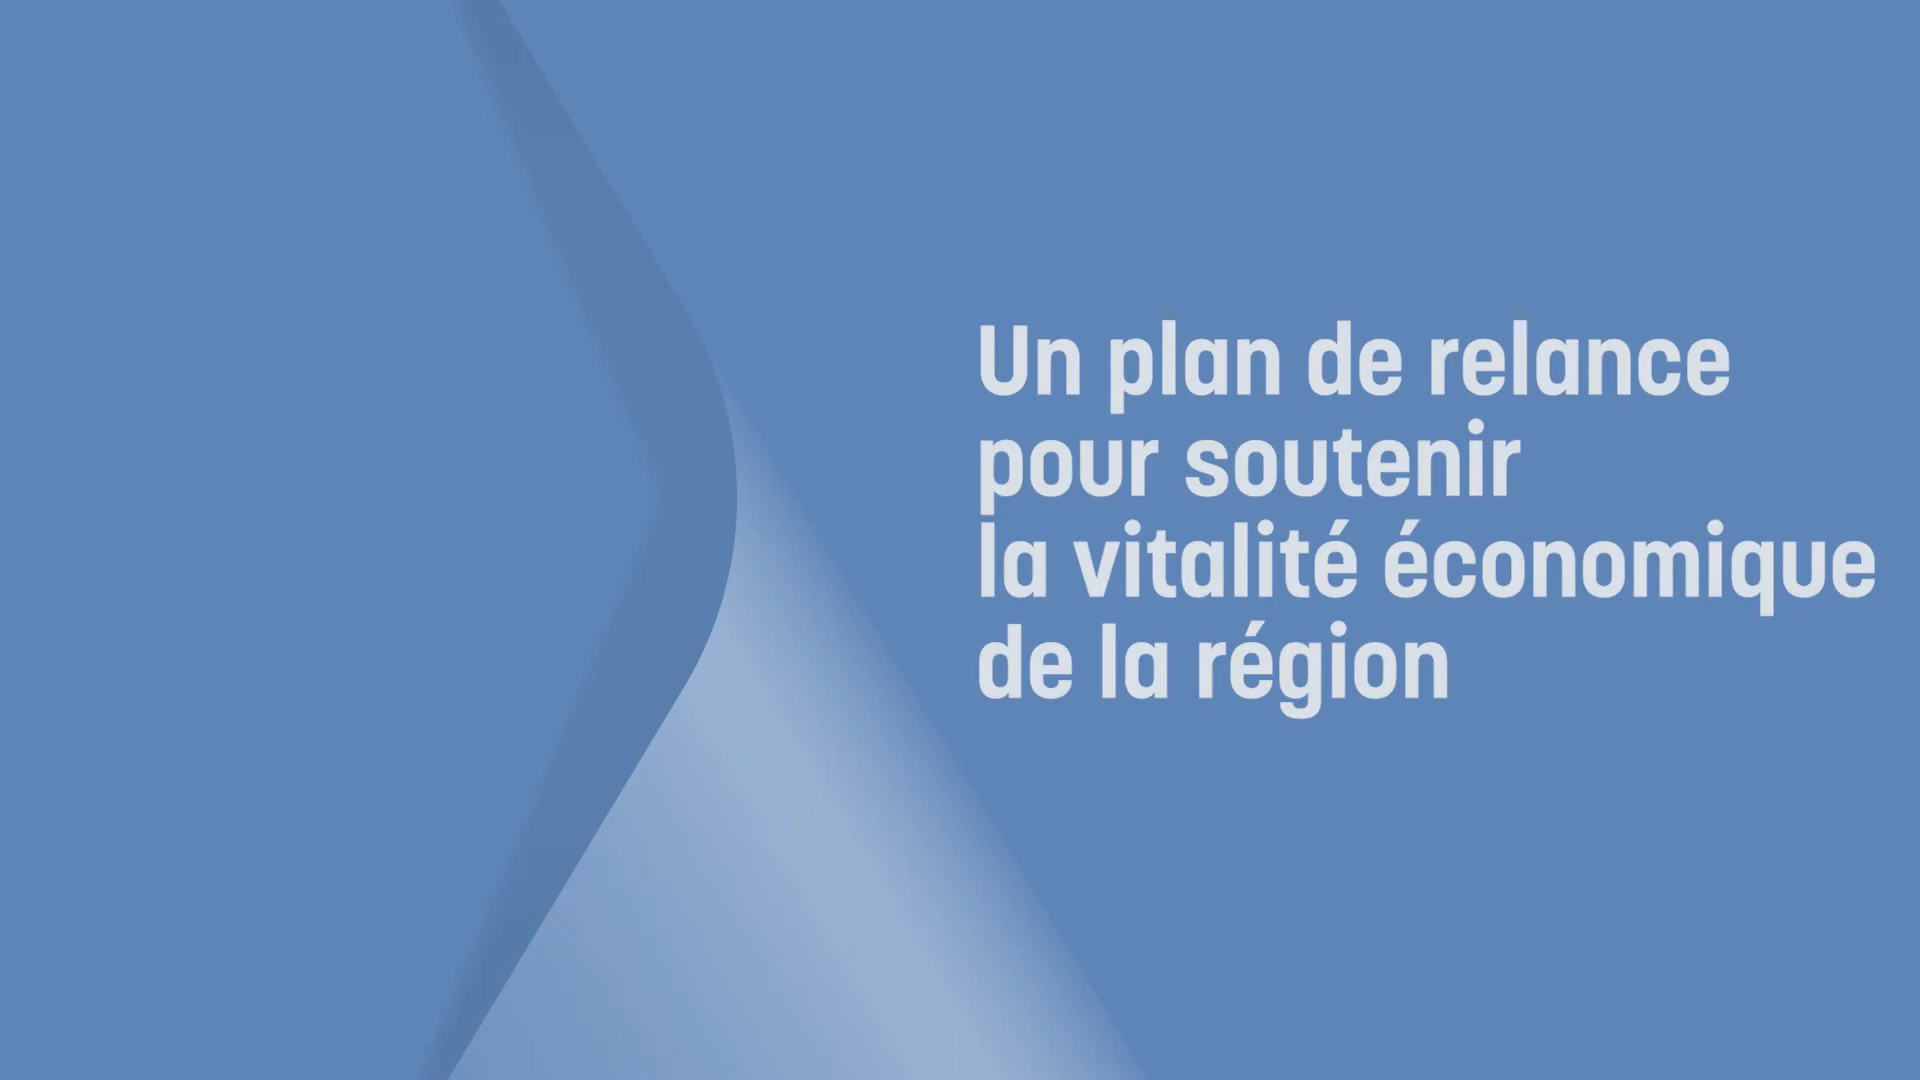 Un plan de relance
pour soutenir
la vitalité économique
de la région